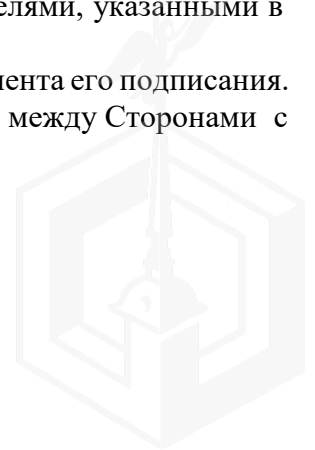 елями, указанными в
мента его подписания.
между Сторонами с